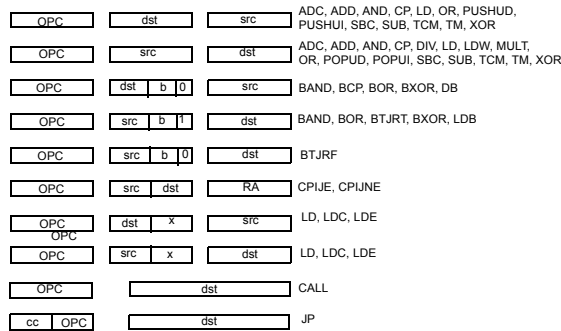 OPC dst src ADC, ADD, AND, CP, LD, OR, PUSHUD,
PUSHUI, SBC, SUB, TCM, TM, XOR
OPC src dst ADC, ADD, AND, CP, DIV, LD, LDW, MULT,
OR, POPUD, POPUI, SBC, SUB, TCM, TM, XOR
OPC dst b 0 src BAND, BCP, BOR, BXOR, DB
OPC src b 1 dst BAND, BOR, BTJRT, BXOR, LDB
OPC src b 0 dst BTJRF
OPC src dst RA CPIJE, CPIJNE
OPC dst x src LD, LDC, LDE
OPC
OPC src x dst LD, LDC, LDE
OPC dst CALL
cc OPC dst JP